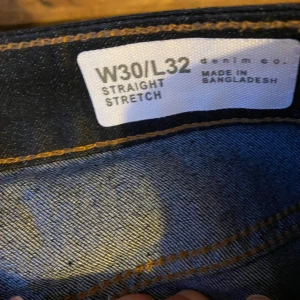 W30/L32
STRAIGHT
STRETCH
denim co.
MADE IN
BANGLADESH